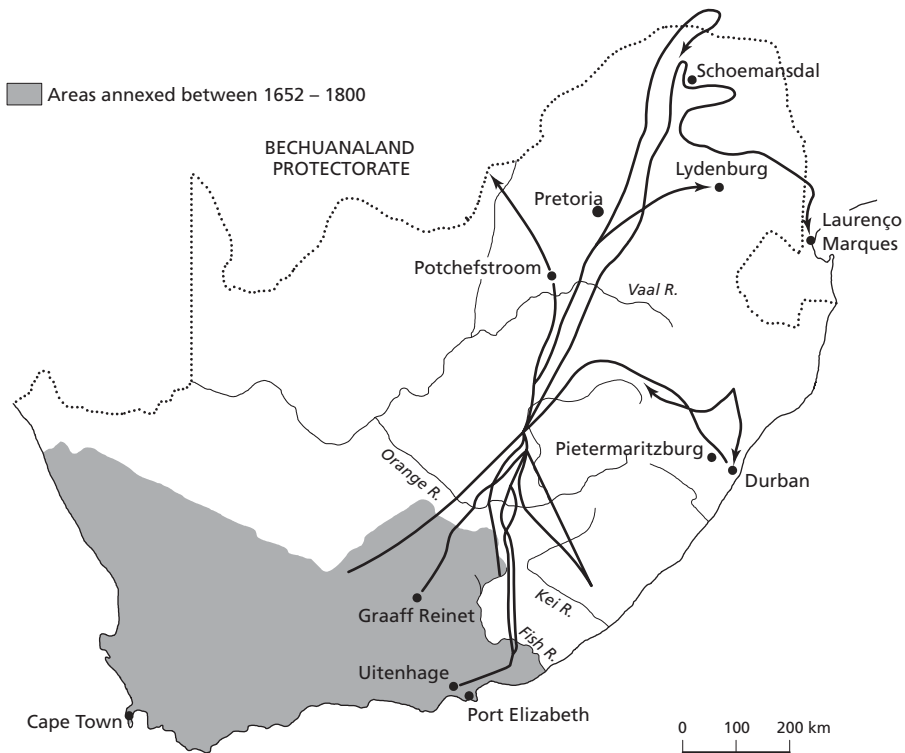 Schoemansdal
Areas annexed between 1652 – 1800
BECHUANALAND
PROTECTORATE
Lydenburg
Pretoria
Laurenço
Marques
Potchefstroom
Vaal R.
Pietermaritzburg
Orange R.
Durban
Kei R.
Graaff Reinet
Fish R.
Uitenhage
Port Elizabeth
Cape Town
0 100 200 km